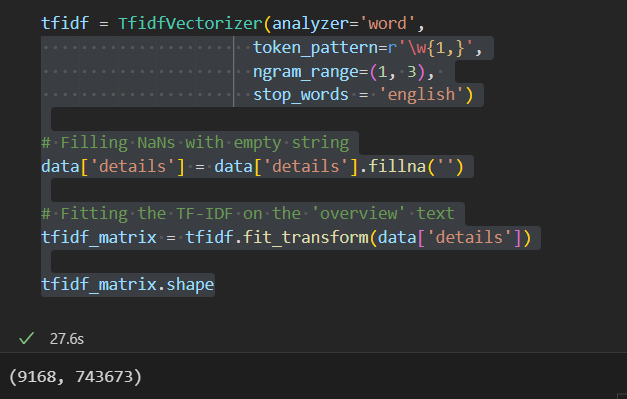 tfidf = TfidfVectorizer(analyzer='word',
token_pattern=r'\w{1,}',
ngram_range=(1, 3),
stop_words = 'english')
# Filling NaNs with empty string
data['details'] = data['details'].fillna('')
# Fitting the TF-IDF on the 'overview' text
tfidf_matrix = tfidf.fit_transform(data['details'])
tfidf_matrix.shape
27.6s
(9168, 743673)